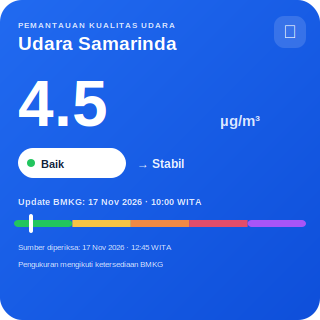 PEMANTAUAN KUALITAS UDARA
Udara Samarinda
4.5
µg/m³
Baik
→ Stabil
Update BMKG: 17 Nov 2026 · 10:00 WITA
Sumber diperiksa: 17 Nov 2026 · 12:45 WITA
Pengukuran mengikuti ketersediaan BMKG